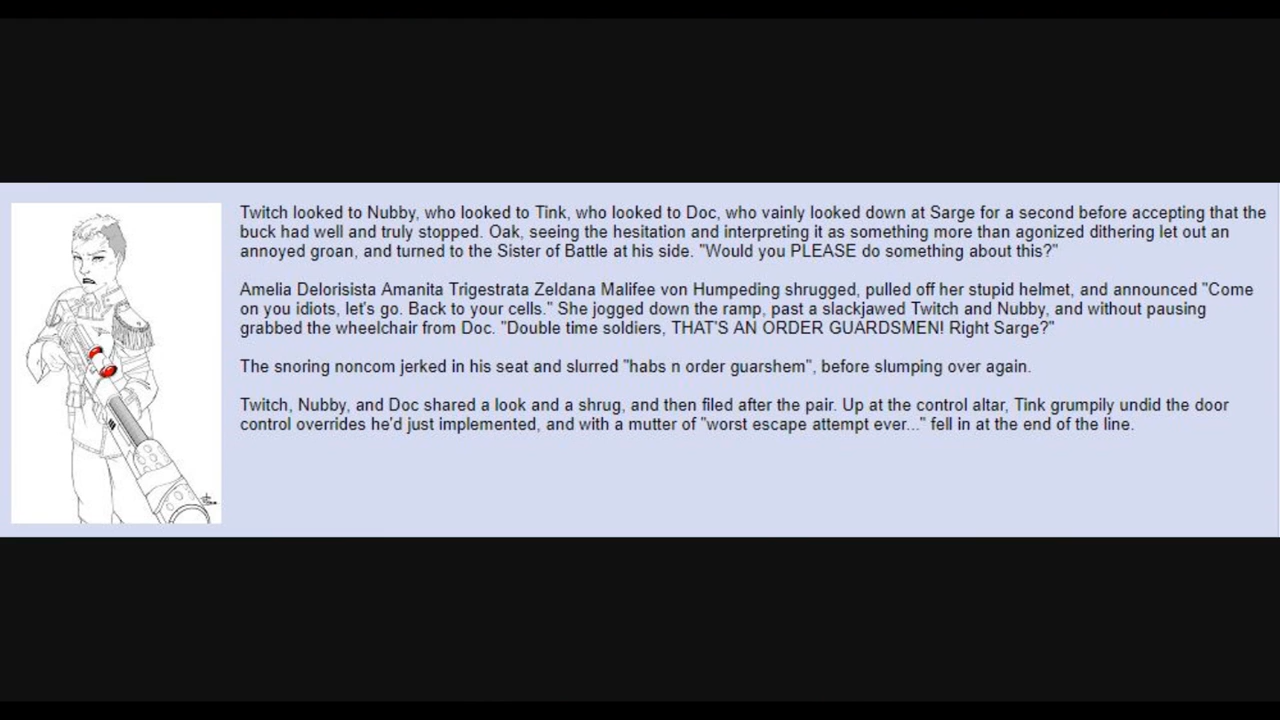 Twitch looked to Nubby, who looked to Tink, who looked to Doc, who vainly looked down at Sarge for a second before accepting that the
buck had well and truly stopped. Oak, seeing the hesitation and interpreting it as something more than agonized dithering let out an
annoyed groan, and turned to the Sister of Battle at his side. "Would you PLEASE do something about this?"
Amelia Delorisista Amanita Trigestrata Zeldana Malifee von Humpeding shrugged, pulled off her stupid helmet, and announced "Come
on you idiots, let's go. Back to your cells." She jogged down the ramp, past a slackjawed Twitch and Nubby, and without pausing
grabbed the wheelchair from Doc. "Double time soldiers, THAT'S AN ORDER GUARDSMEN! Right Sarge?"
The snoring noncom jerked in his seat and slurred "habs n order guarshem", before slumping over again.
Twitch, Nubby, and Doc shared a look and a shrug, and then filed after the pair. Up at the control altar, Tink grumpily undid the door
control overrides he'd just implemented, and with a mutter of "worst escape attempt ever..." fell in at the end of the line.